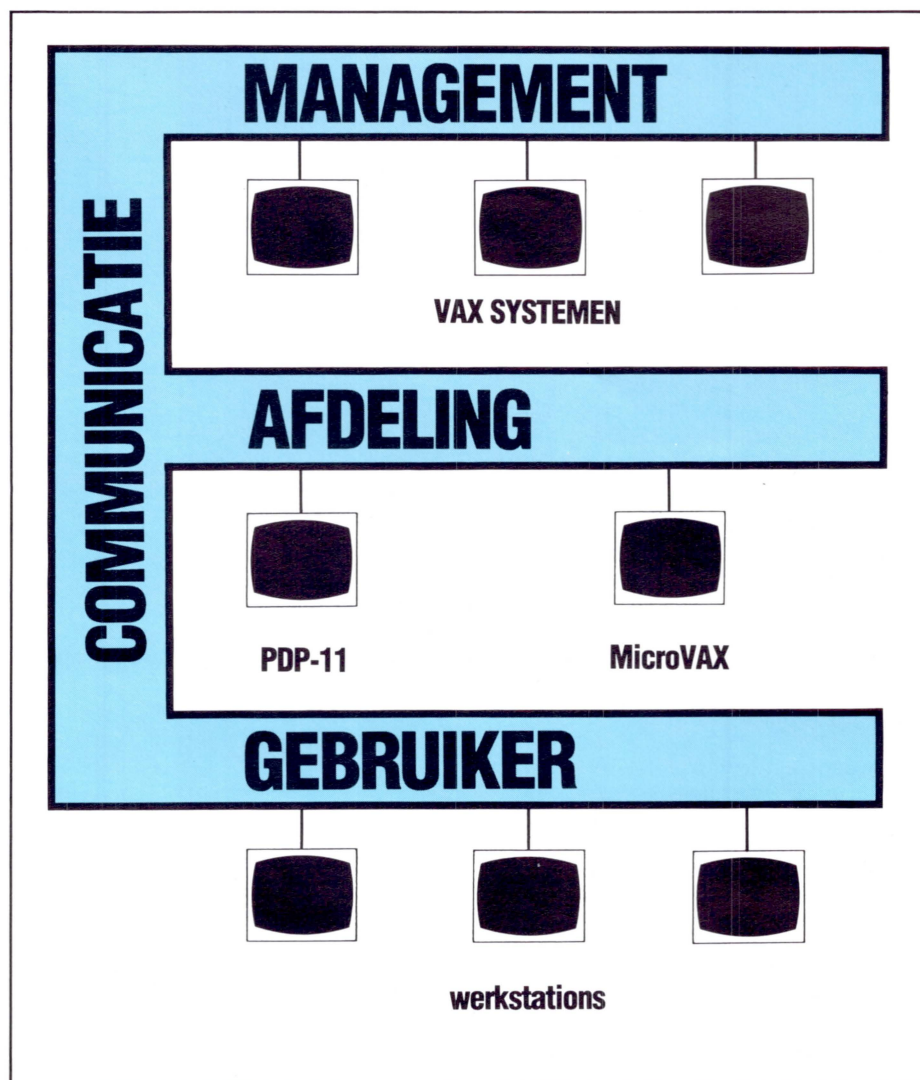 MANAGEMENT
COMMUNICATIE
VAX SYSTEMEN
AFDELING
PDP-11
MicroVAX
GEBRUIKER
werkstations